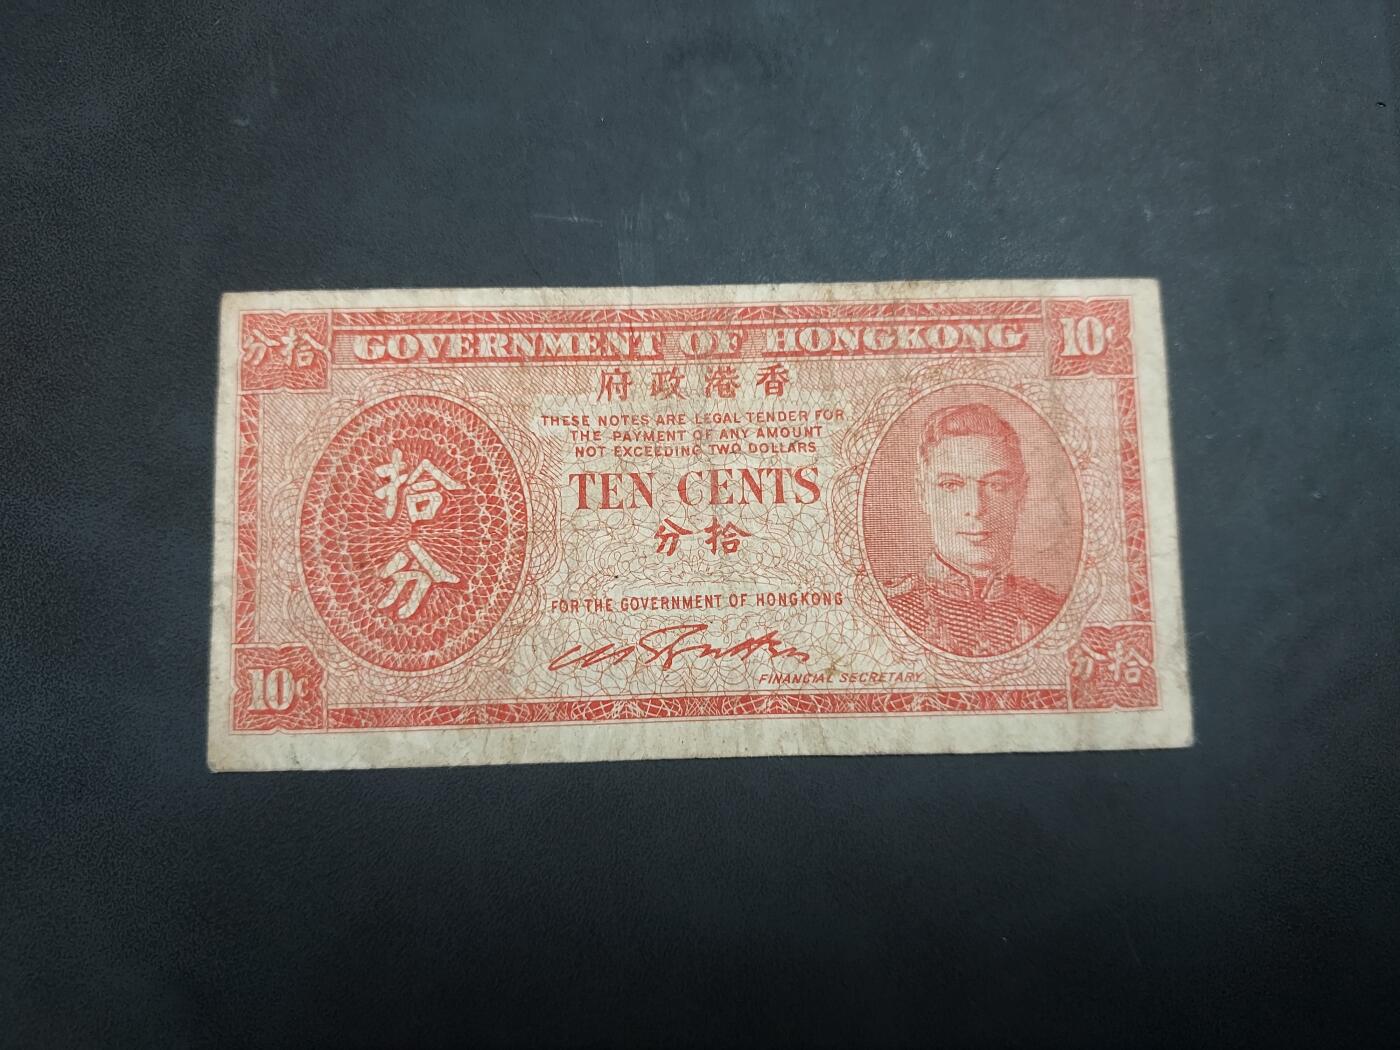 分拾 GOVERNMENT OF HONGKONG 10c
府政港香
THESE NOTES ARE LEGAL TENDER FOR
THE PAYMENT OF ANY AMOUNT
NOT EXCEEDING TWO DOLLARS
TEN CENTS
分拾
拾
分
FOR THE GOVERNMENT OF HONGKONG
FINANCIAL SECRETARY
10c
分拾